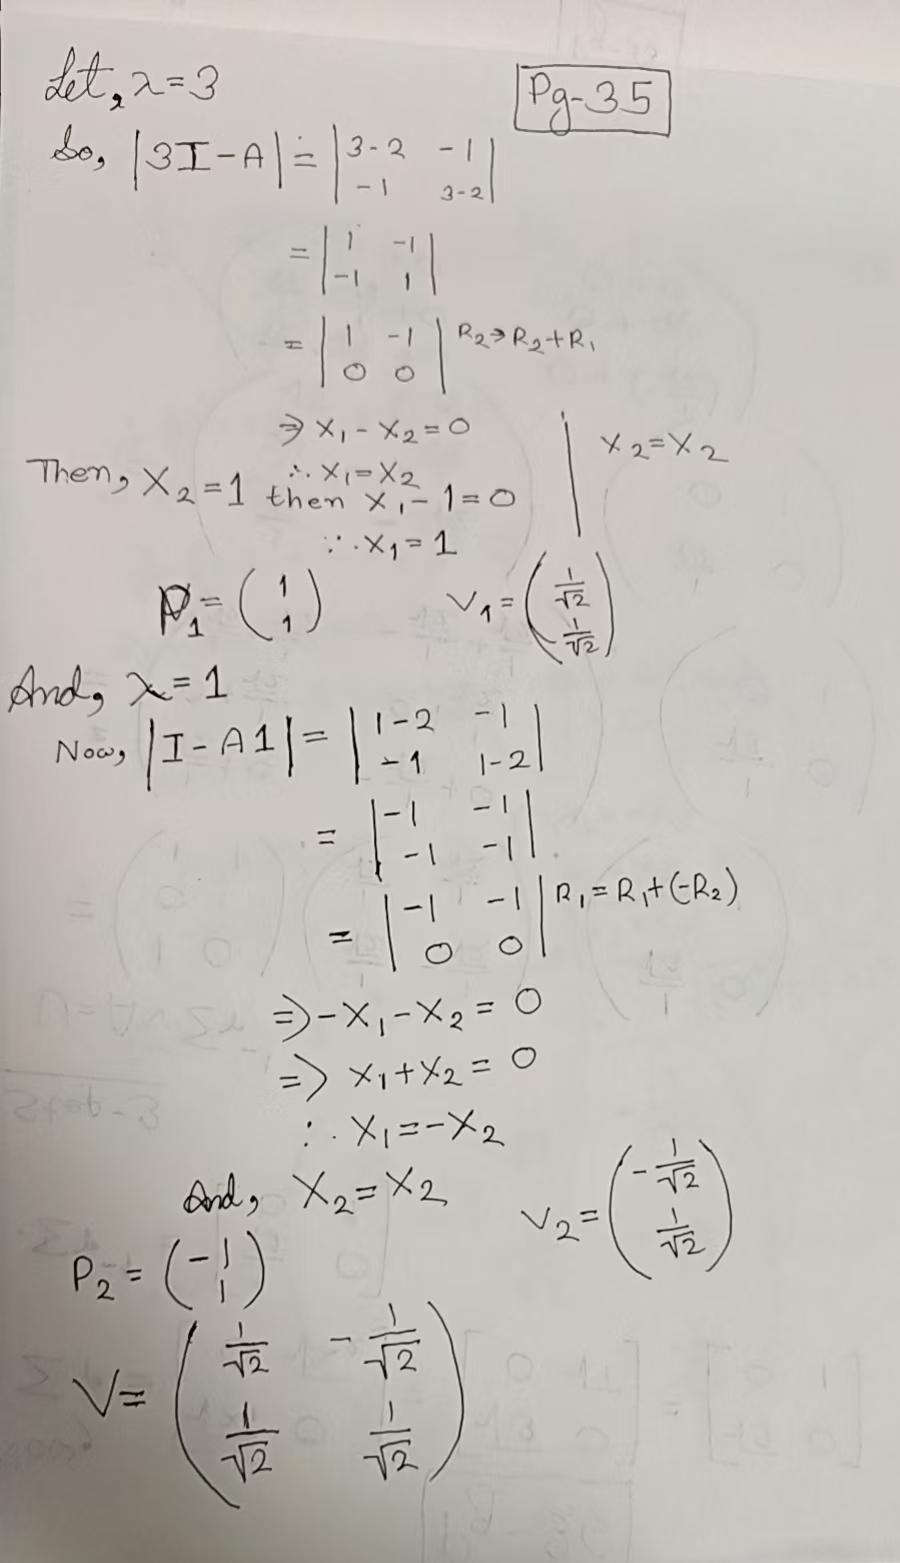 Let, λ=3
Pg-35
So, |3I-A| = |3-2 -1|
|-1 3-2|
= |1 -1|
|-1 1|
= |1 -1| R₂→R₂+R₁
|0 0|
⇒ X₁-X₂=0
X₂=X₂
∴ X₁=X₂
Then, X₂=1 then X₁-1=0
∴ X₁=1
P₁=(1
1)
V₁=(1/√2
1/√2)
And, λ=1
Now, |I-A1| = |1-2 -1|
|-1 1-2|
= |-1 -1|
|-1 -1|
= |-1 -1| R₁=R₁+(-R₂)
|0 0|
=> -X₁-X₂=0
=> X₁+X₂=0
∴ X₁=-X₂
And, X₂=X₂
V₂=(-1/√2
1/√2)
P₂=(-1
1)
V=(1/√2 -1/√2
1/√2 1/√2)